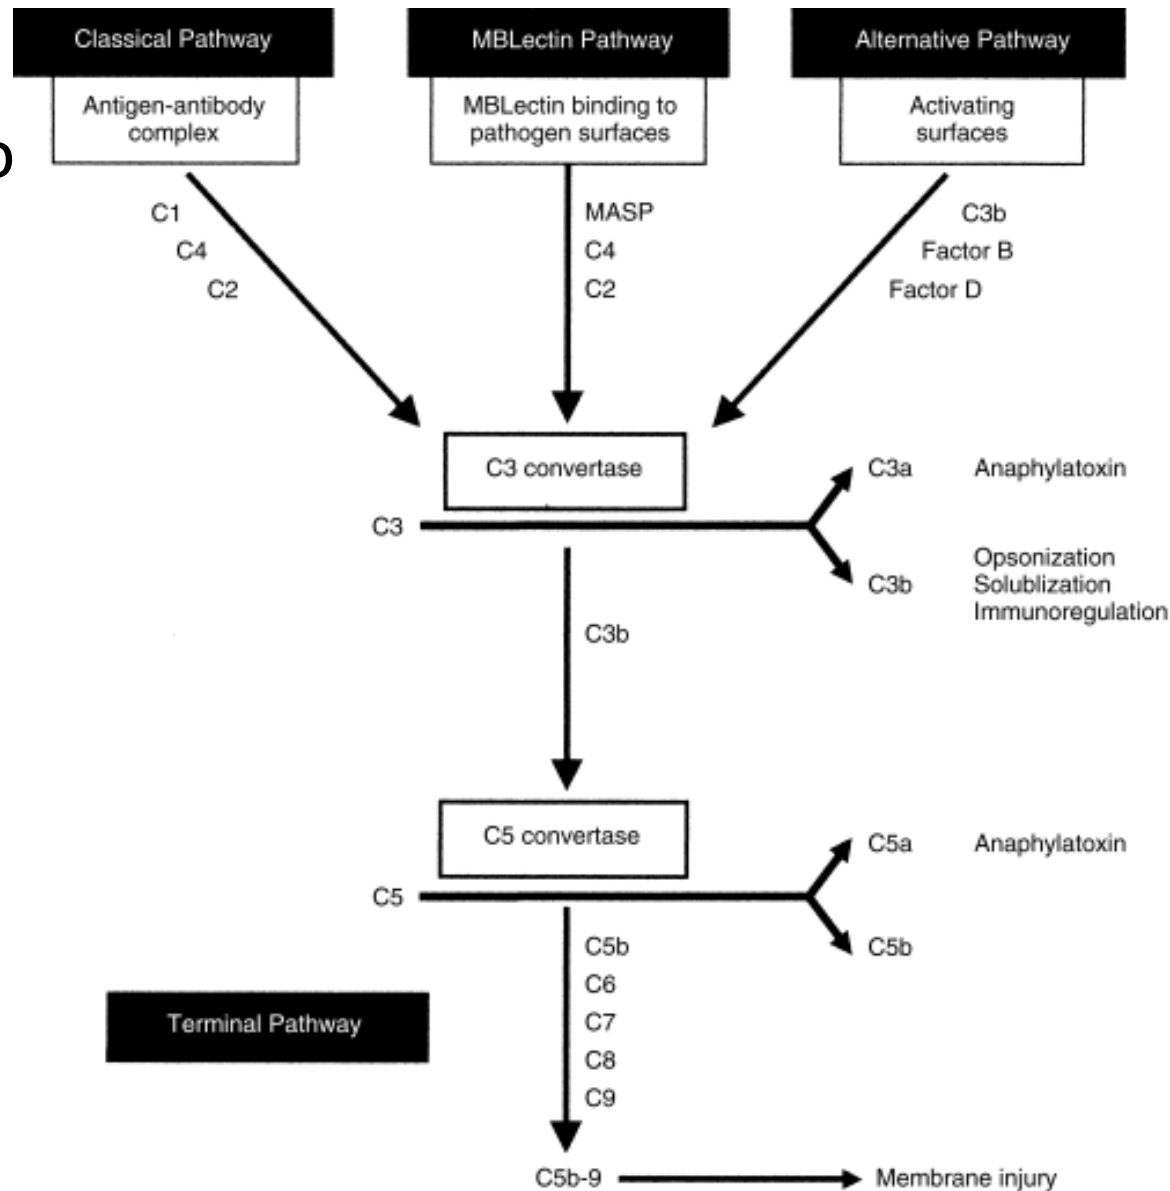 Classical Pathway
MBLectin Pathway
Alternative Pathway
Antigen-antibody
complex
MBLectin binding to
pathogen surfaces
Activating
surfaces
C1
C4
C2
MASP
C4
C2
C3b
Factor B
Factor D
C3 convertase
C3
C3a
Anaphylatoxin
C3b
Opsonization
Solublization
Immunoregulation
C3b
C5 convertase
C5
C5a
Anaphylatoxin
C5b
C5b
C6
C7
C8
C9
Terminal Pathway
C5b-9
Membrane injury